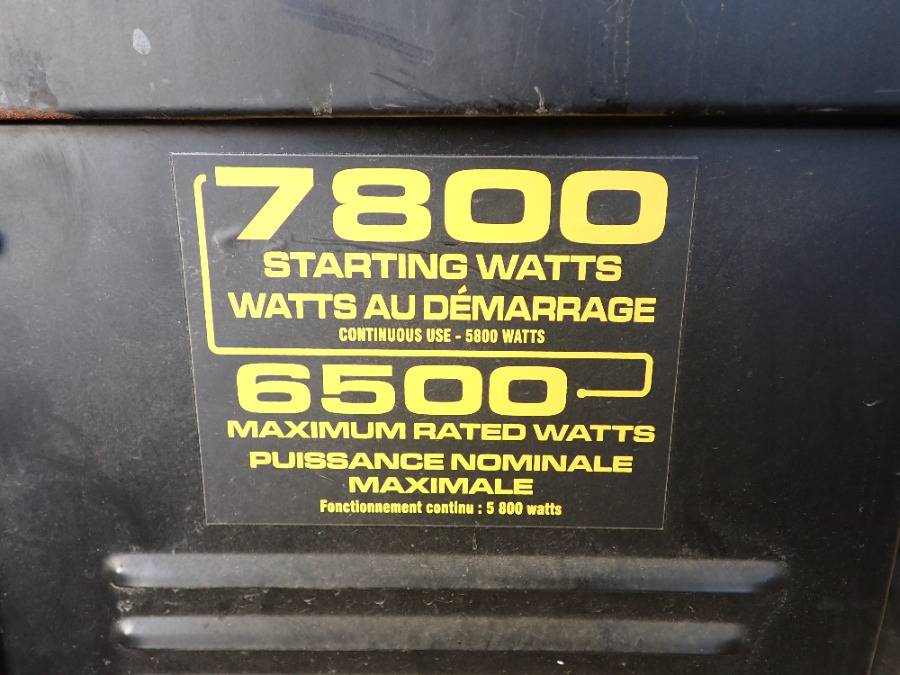 7800
STARTING WATTS
WATTS AU DÉMARRAGE
CONTINUOUS USE - 5800 WATTS
6500
MAXIMUM RATED WATTS
PUISSANCE NOMINALE
MAXIMALE
Fonctionnement continu : 5 800 watts